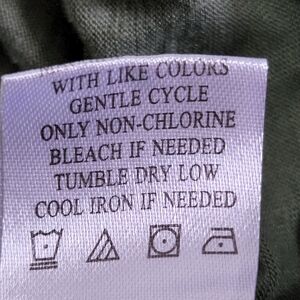 WITH LIKE COLORS
GENTLE CYCLE
ONLY NON-CHLORINE
BLEACH IF NEEDED
TUMBLE DRY LOW
COOL IRON IF NEEDED